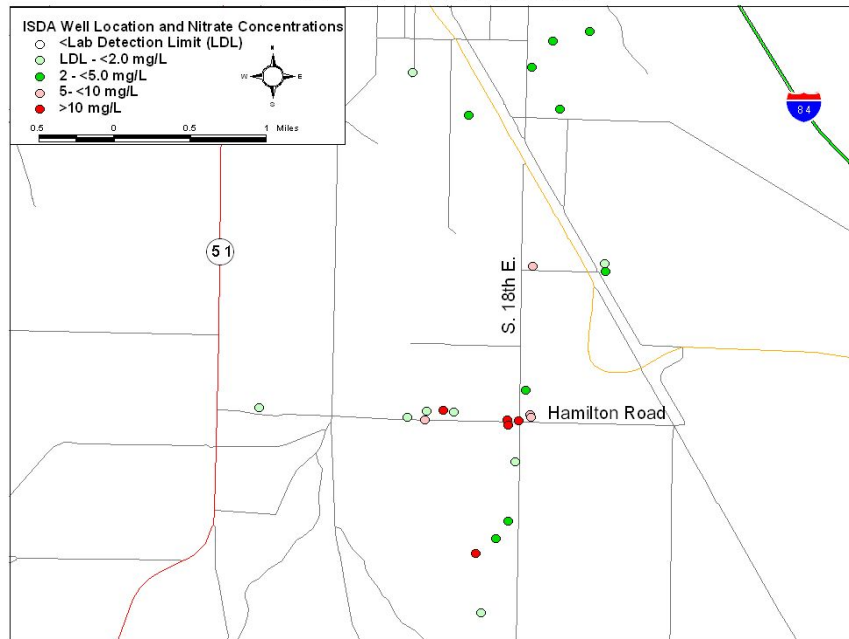 ISDA Well Location and Nitrate Concentrations
<Lab Detection Limit (LDL)
LDL - <2.0 mg/L
2 - <5.0 mg/L
5- <10 mg/L
>10 mg/L
N
W E
S
0.5 0 0.5 1 Miles
84
51
S. 18th E.
Hamilton Road